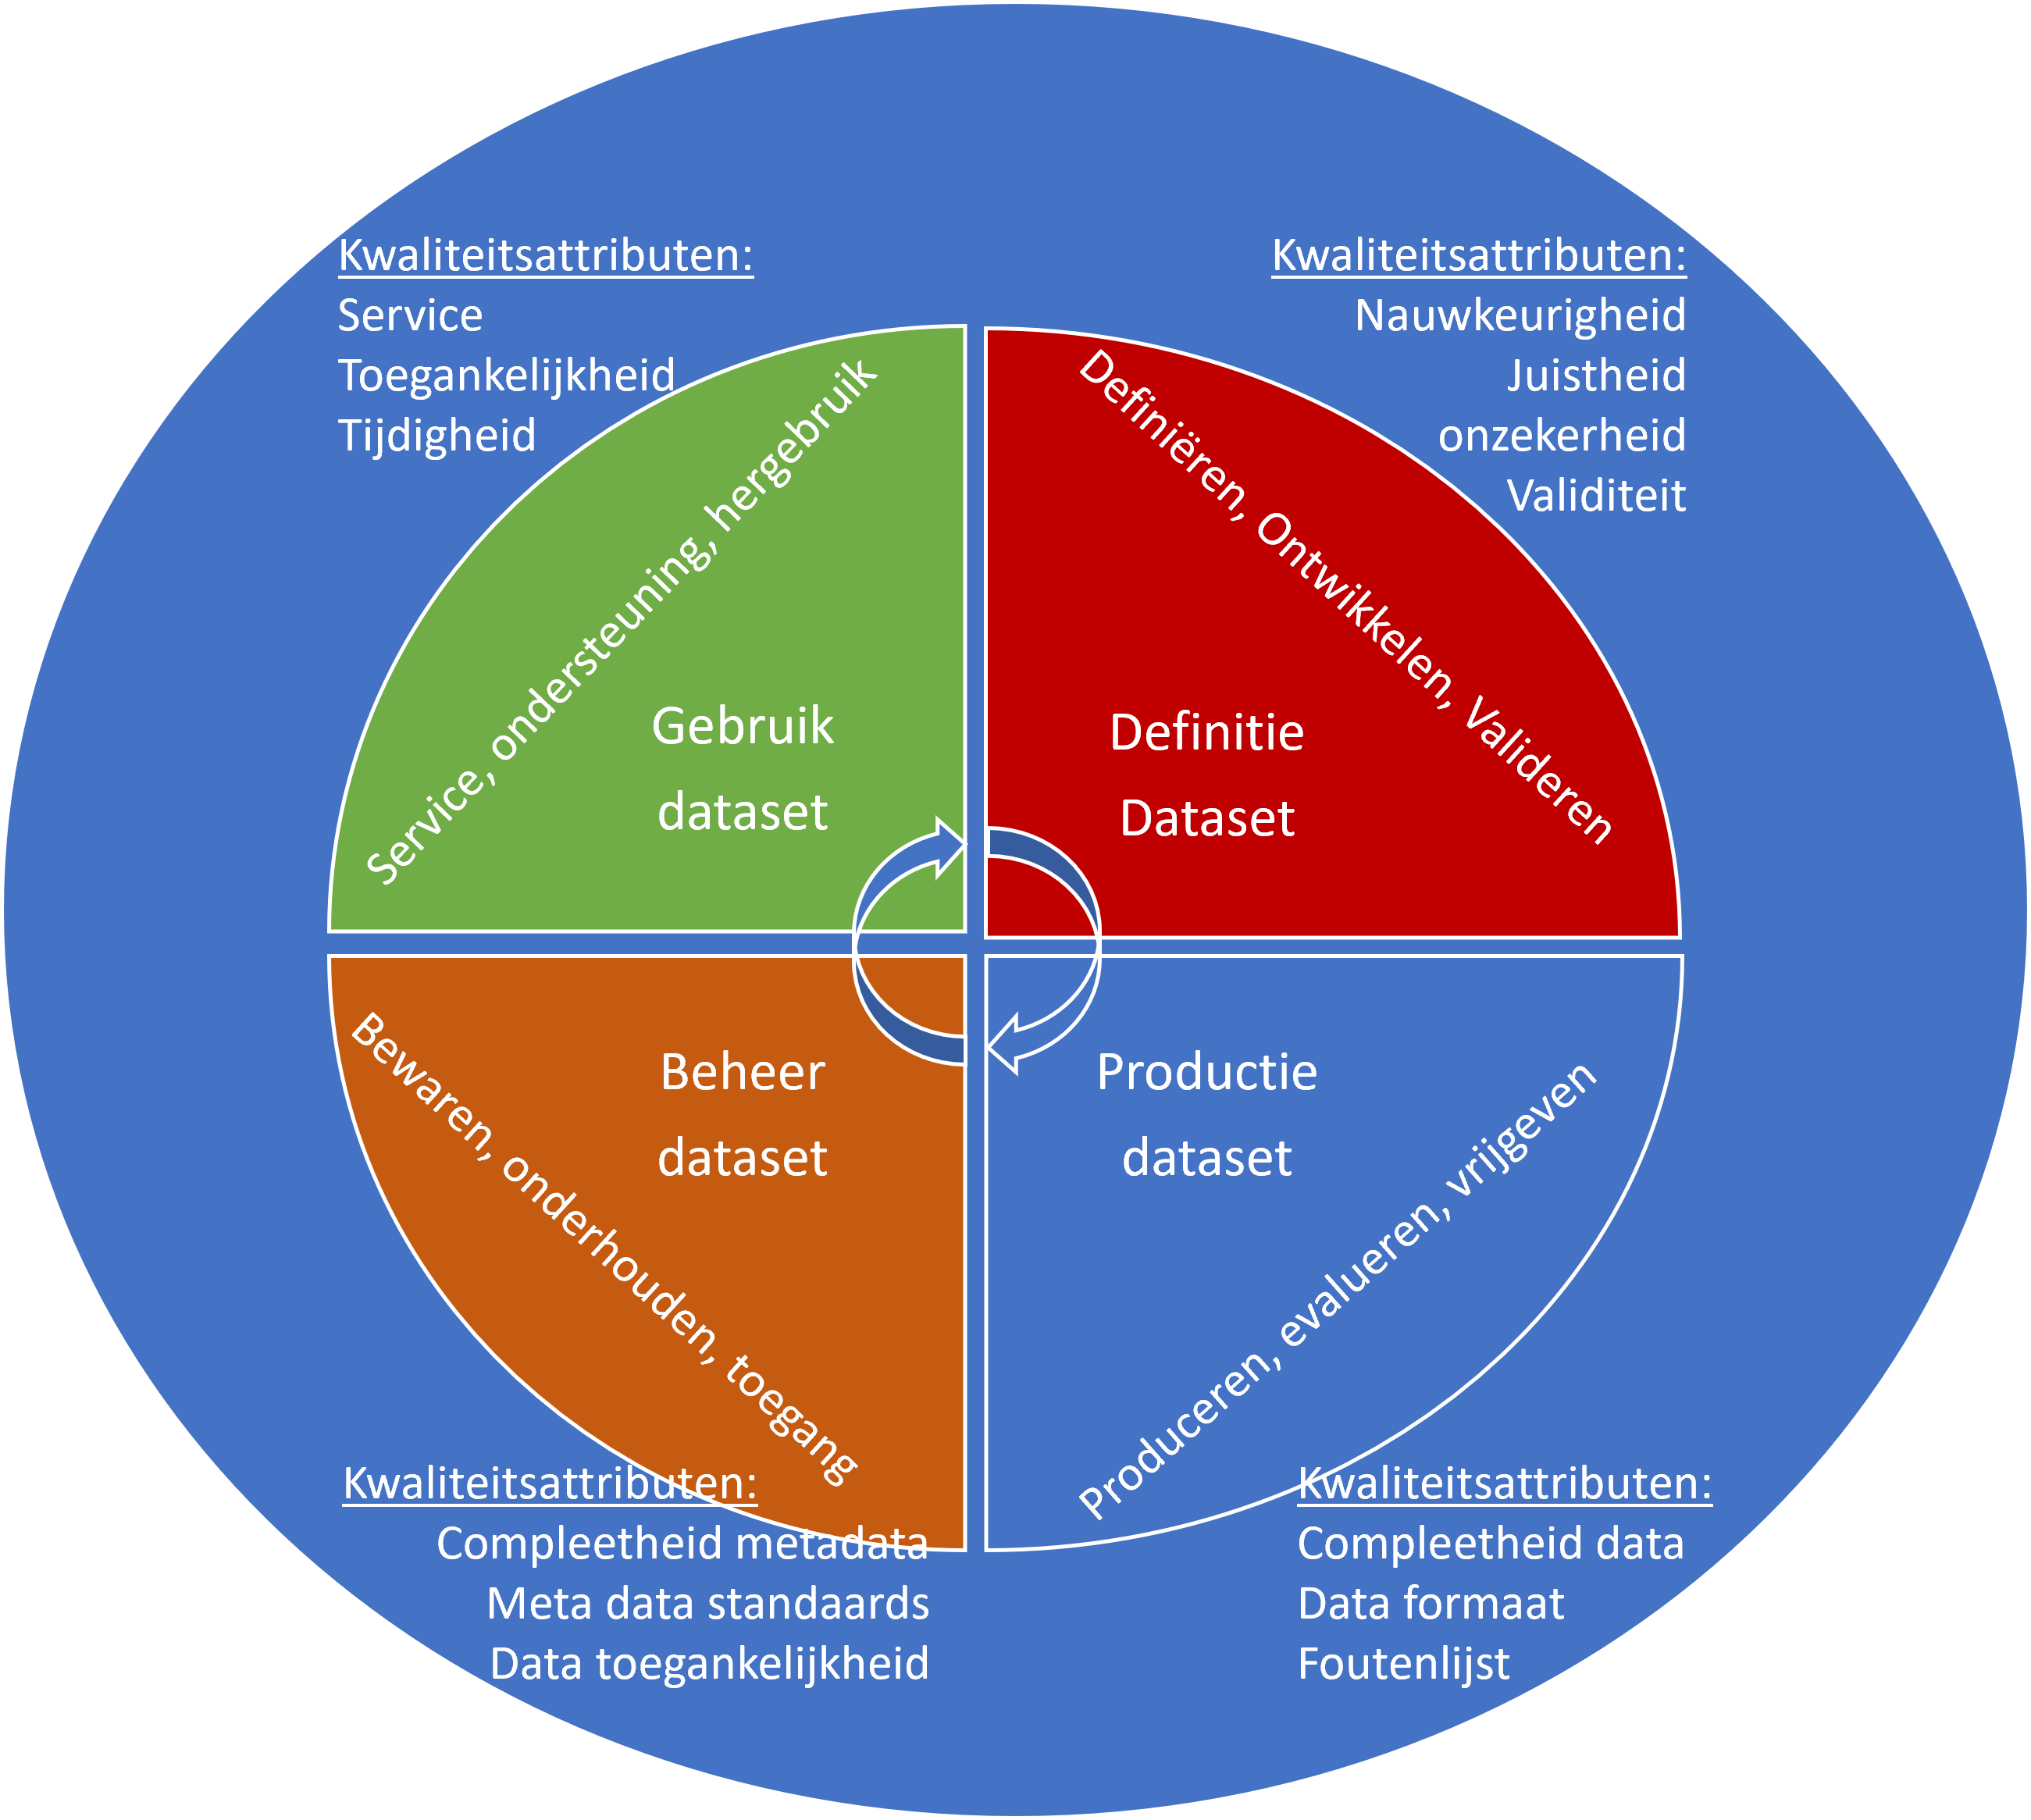 Kwaliteitsattributen:
Service
Toegankelijkheid
Tijdigheid
Kwaliteitsattributen:
Nauwkeurigheid
Juistheid
onzekerheid
Validiteit
Service, ondersteuning, hergebruik
Gebruik
dataset
Definiëren, Ontwikkelen, Valideren
Definitie
Dataset
Bewaren, onderhouden, toegang
Beheer
dataset
Productie
dataset
Produceren, evalueren, vrijgeven
Kwaliteitsattributen:
Compleetheid metadata
Meta data standaards
Data toegankelijkheid
Kwaliteitsattributen:
Compleetheid data
Data formaat
Foutenlijst